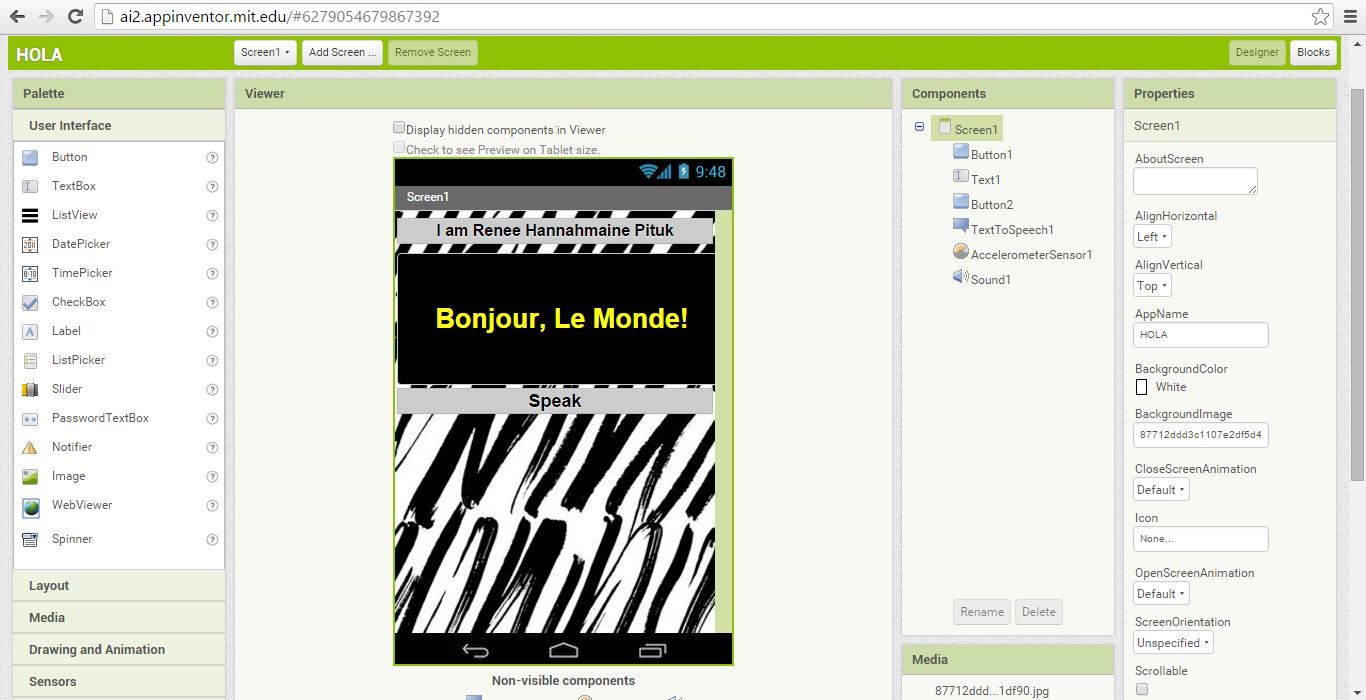 ai2.appinventor.mit.edu/#6279054679867392
HOLA
Screen1
Add Screen ...
Remove Screen
Designer
Blocks
Palette
User Interface
Button
TextBox
ListView
DatePicker
TimePicker
CheckBox
Label
ListPicker
Slider
PasswordTextBox
Notifier
Image
WebViewer
Spinner
Layout
Media
Drawing and Animation
Sensors
Viewer
Display hidden components in Viewer
Check to see Preview on Tablet size.
9:48
Screen1
I am Renee Hannahmaine Pituk
Bonjour, Le Monde!
Speak
Non-visible components
Components
Screen1
Button1
Text1
Button2
TextToSpeech1
AccelerometerSensor1
Sound1
Rename
Delete
Media
87712ddd...1df90.jpg
Properties
Screen1
AboutScreen
AlignHorizontal
Left
AlignVertical
Top
AppName
HOLA
BackgroundColor
White
BackgroundImage
87712ddd3c1107e2df5d4
CloseScreenAnimation
Default
Icon
None...
OpenScreenAnimation
Default
ScreenOrientation
Unspecified
Scrollable